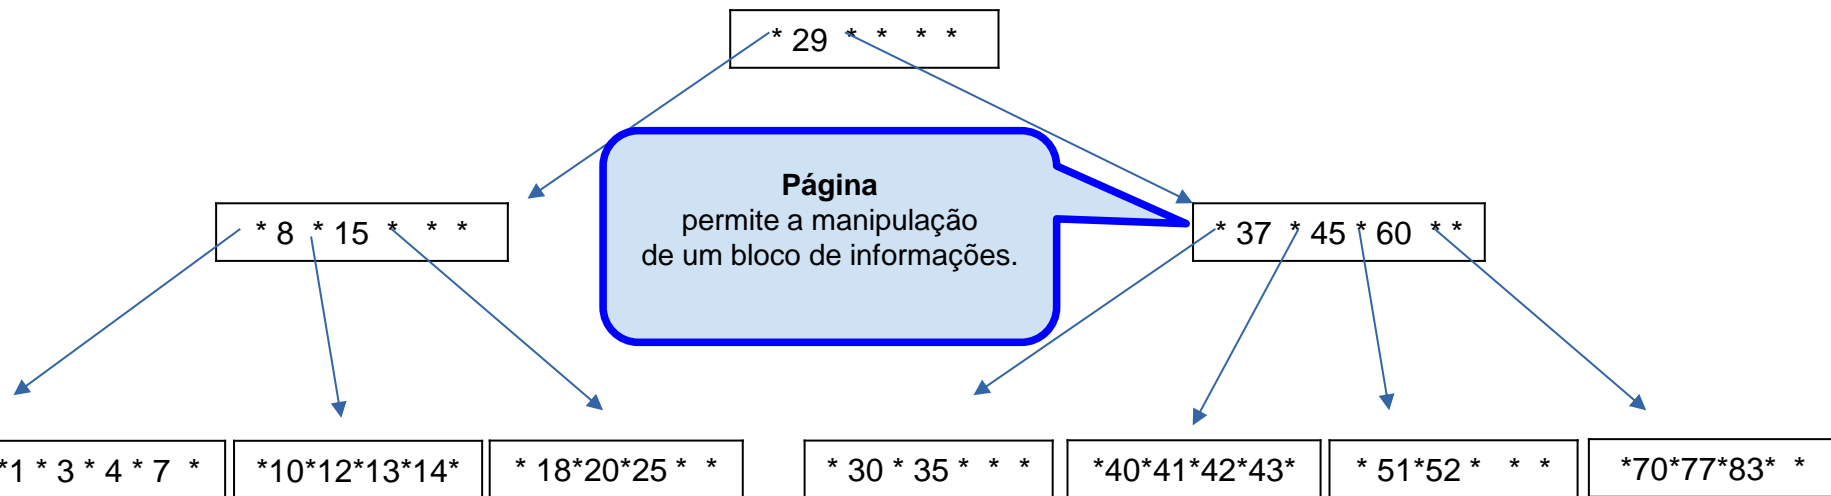 * 29 * * * *
Página
permite a manipulação
de um bloco de informações.
* 8 * 15 * * *
* 37 * 45 * 60 * *
*1 * 3 * 4 * 7 *
*10*12*13*14*
* 18*20*25 * *
* 30 * 35 * * *
*40*41*42*43*
* 51*52 * * *
*70*77*83* *